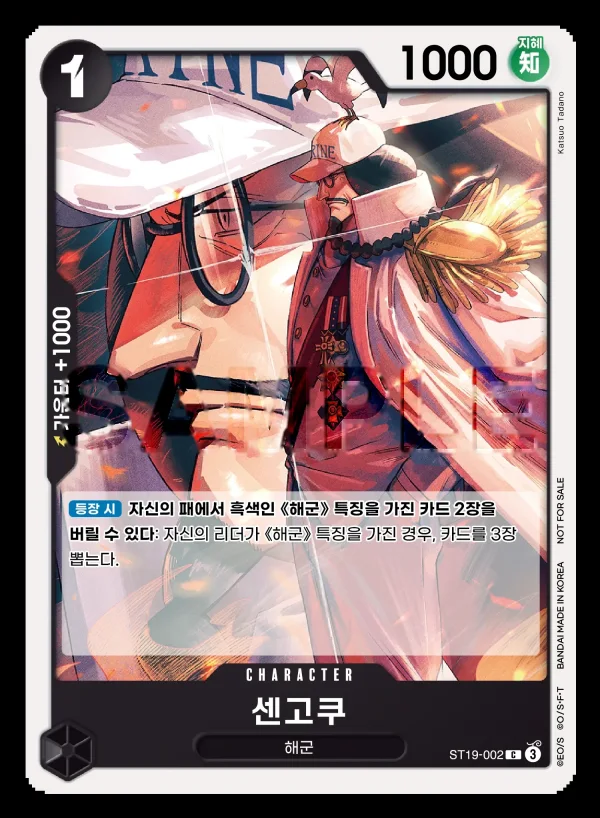 1
1000
지혜
知
RINE
RINE
Katsuo Tadano
카운터 +1000
SAMPLE
등장 시 자신의 패에서 흑색인 《해군》 특징을 가진 카드 2장을
버릴 수 있다: 자신의 리더가 《해군》 특징을 가진 경우, 카드를 3장
뽑는다.
CHARACTER
센고쿠
해군
ST19-002 C 3
©EO/S ©O/S·F·T BANDAI MADE IN KOREA NOT FOR SALE